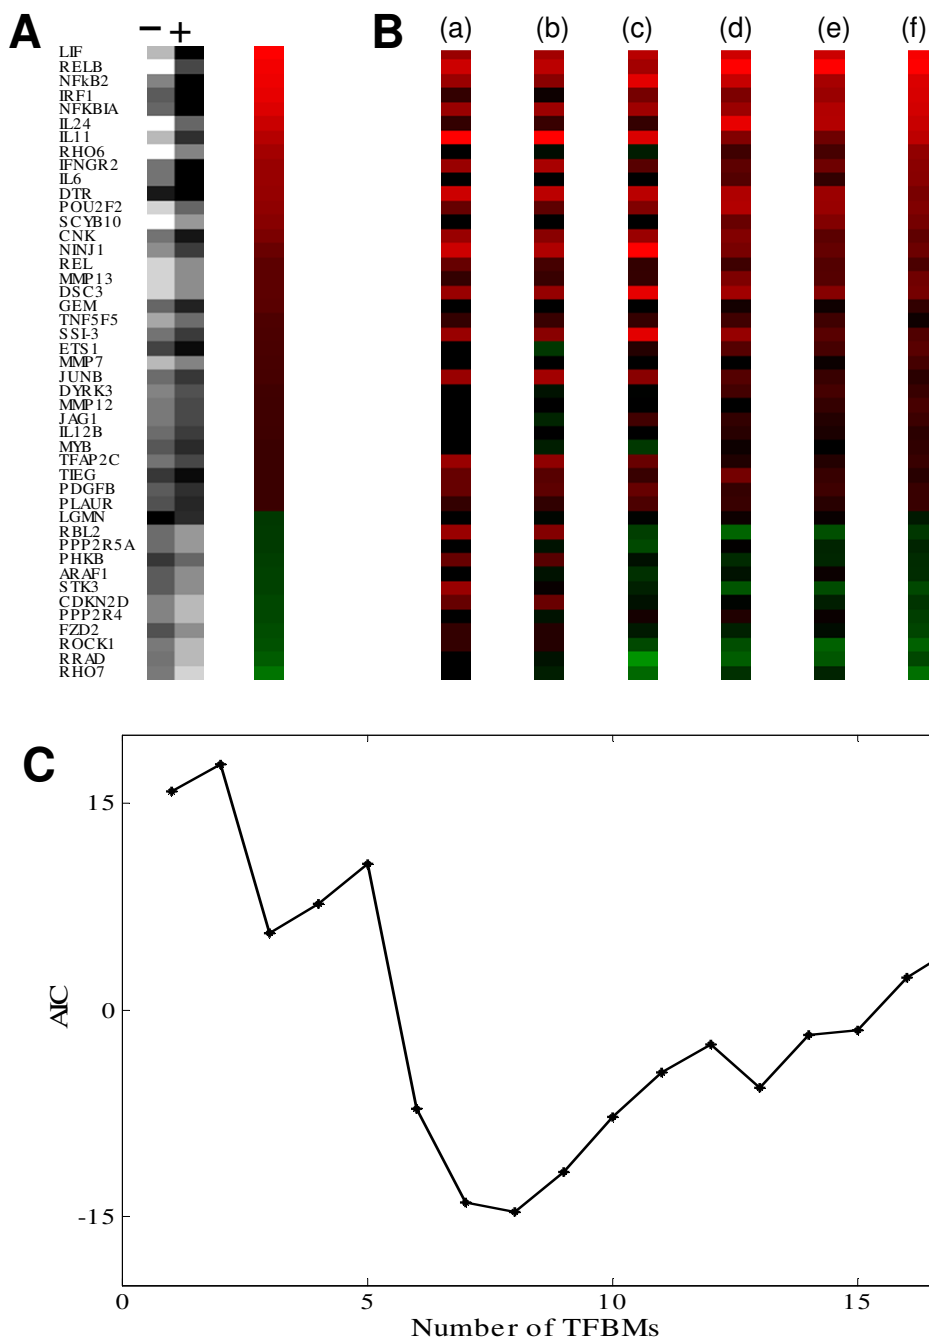 A − + B (a) (b) (c) (d) (e) (f)
LIF
RELB
NFkB2
IRF1
NFKBIA
IL24
IL11
RHO6
IFNGR2
IL6
DTR
POU2F2
SCYB10
CNK
NINJ1
REL
MMP13
DSC3
GEM
TNF5F5
SSI-3
ETS1
MMP7
JUNB
DYRK3
MMP12
JAG1
IL12B
MYB
TFAP2C
TIEG
PDGFB
PLAUR
LGMN
RBL2
PPP2R5A
PHKB
ARAF1
STK3
CDKN2D
PPP2R4
FZD2
ROCK1
RRAD
RHO7
C
15
0
-15
AIC
0 5 10 15
Number of TFBMs